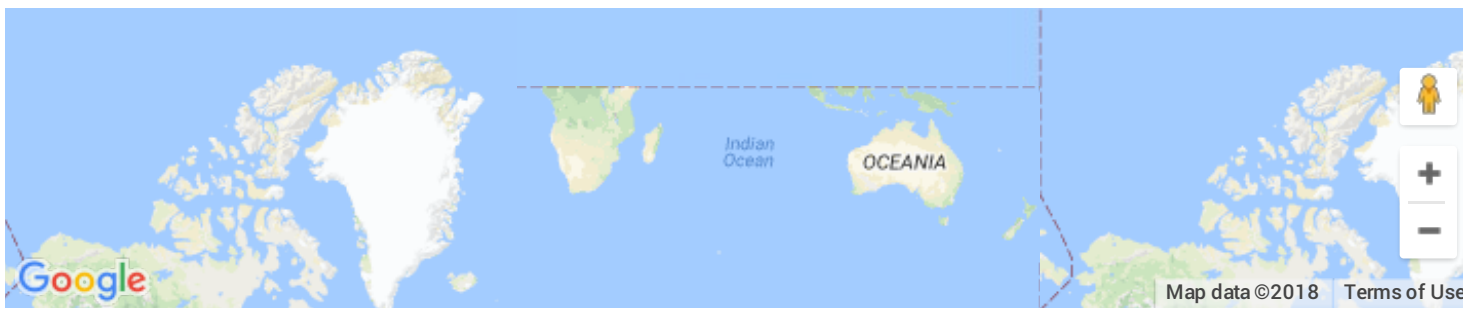 Indian
Ocean
OCEANIA
Google
Map data ©2018
Terms of Use